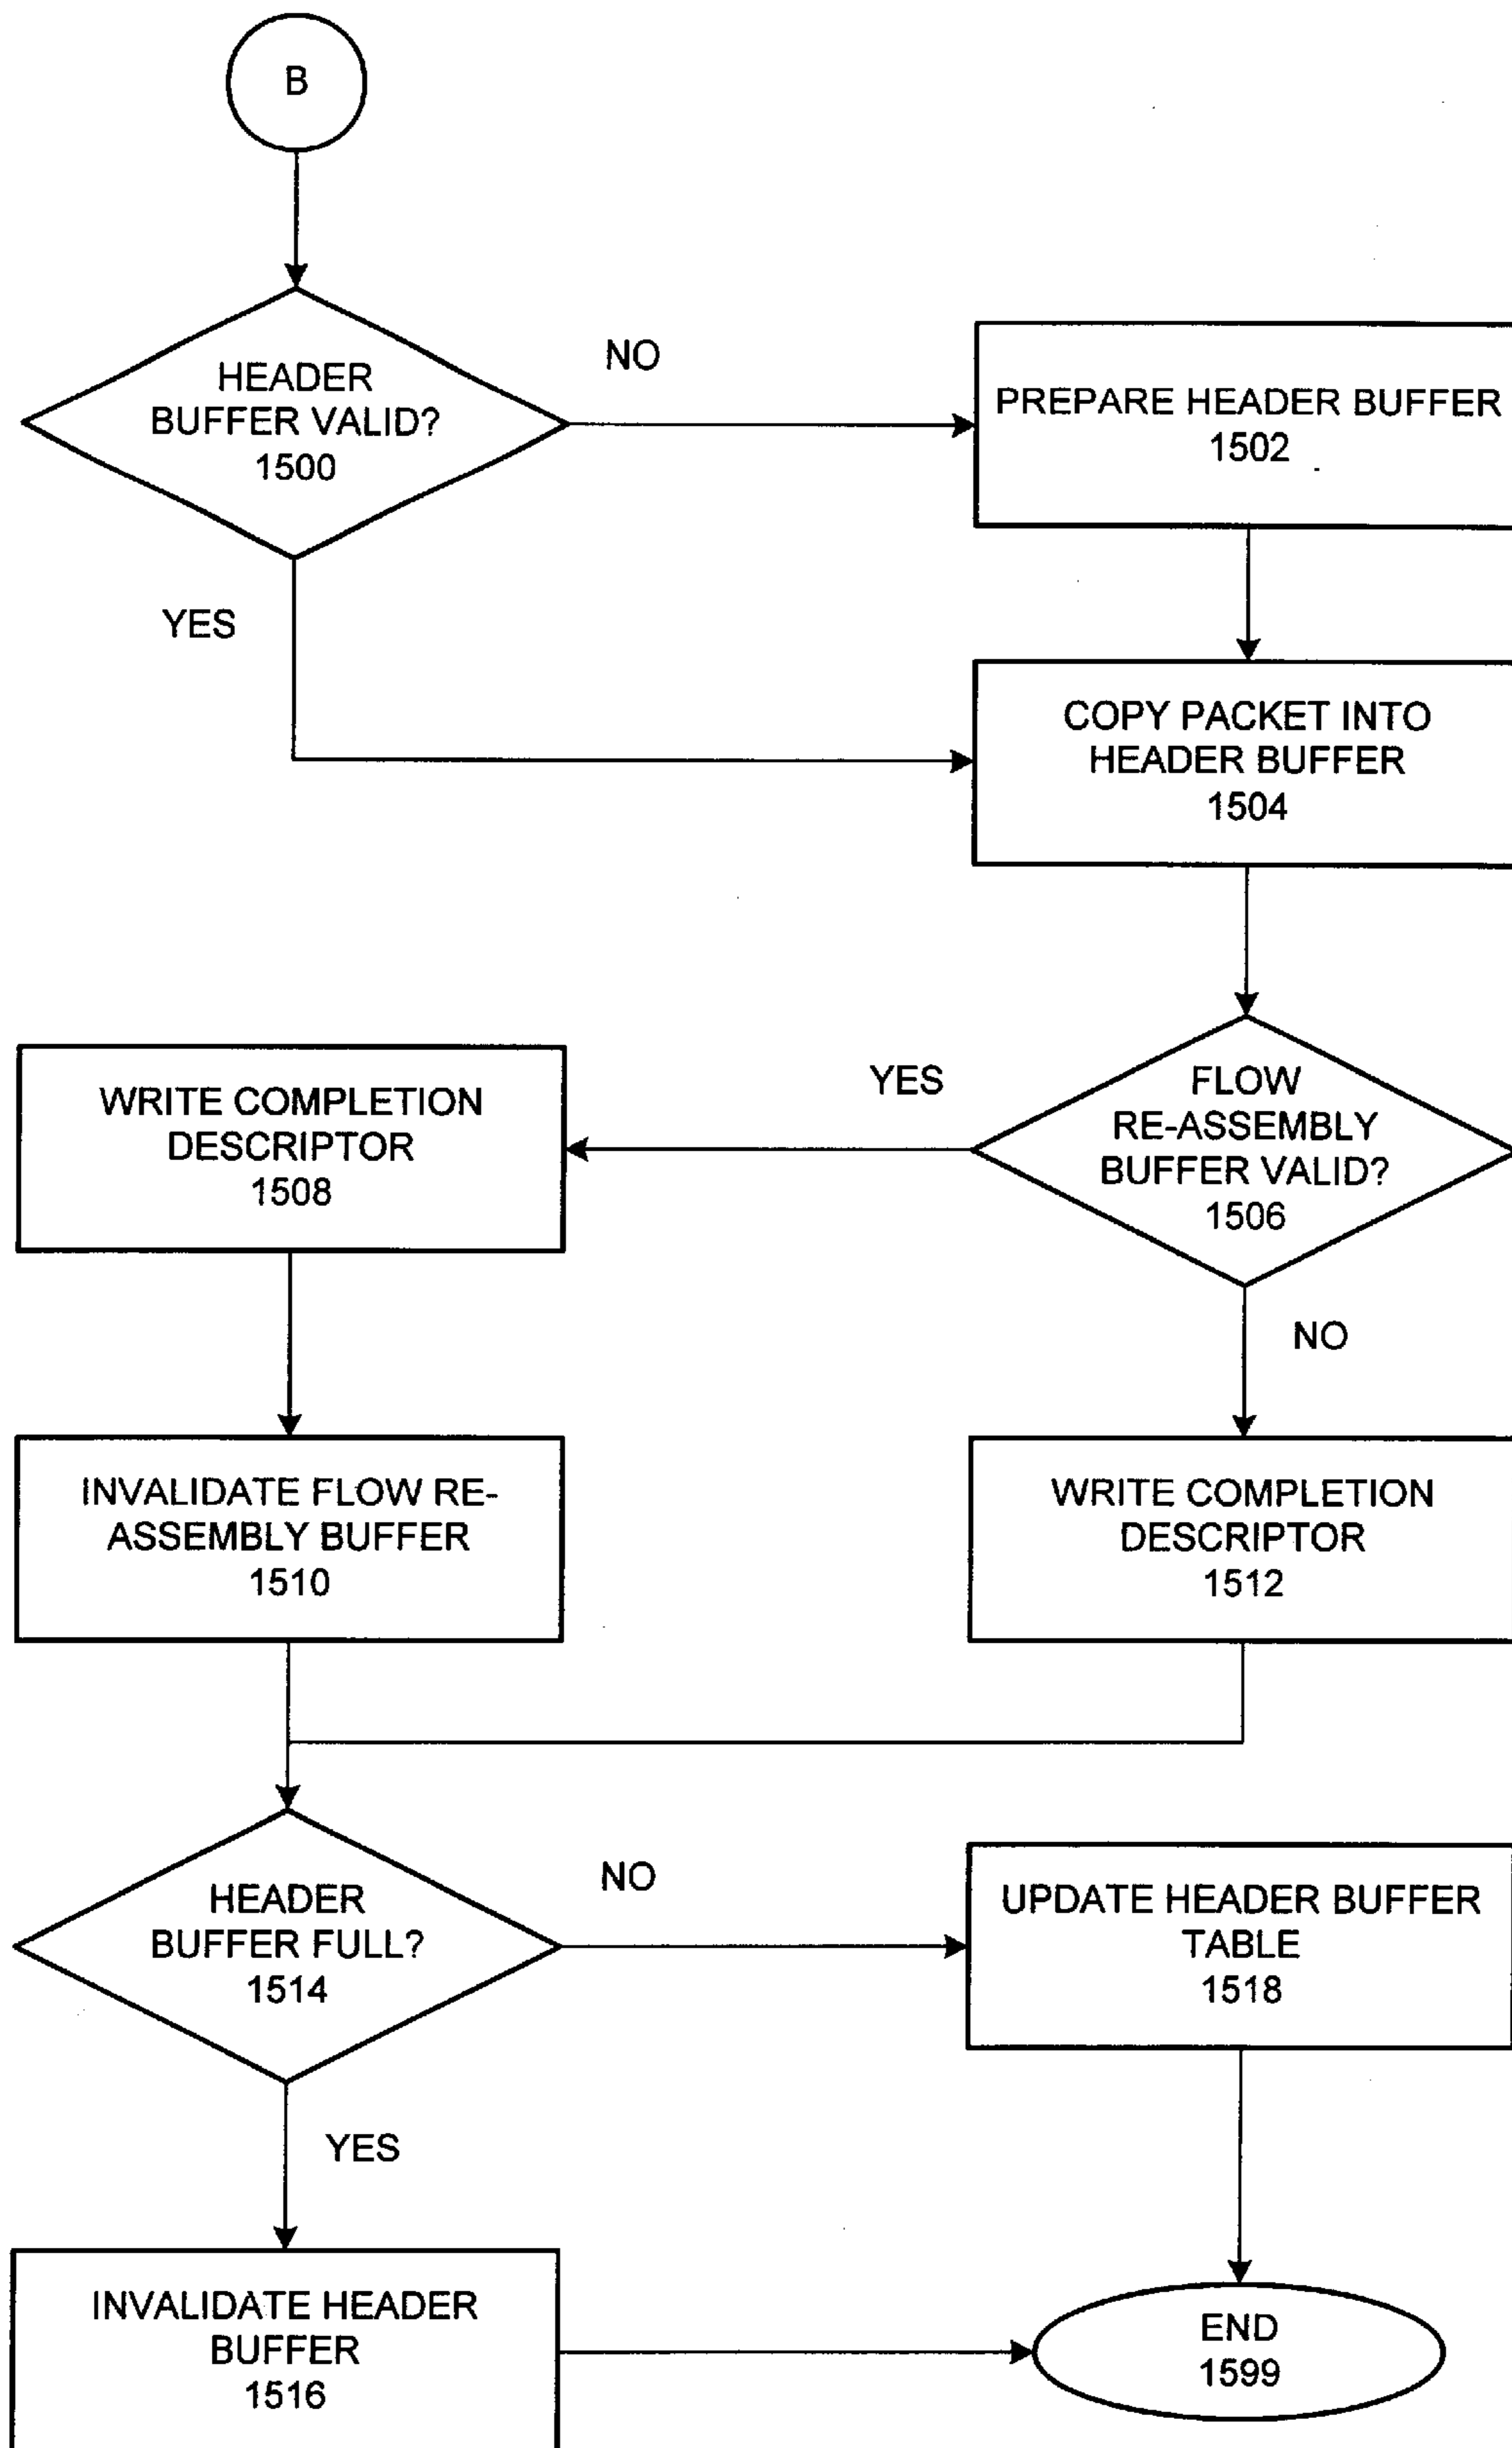 B
HEADER
BUFFER VALID?
1500
NO
PREPARE HEADER BUFFER
1502
YES
COPY PACKET INTO
HEADER BUFFER
1504
FLOW
RE-ASSEMBLY
BUFFER VALID?
1506
YES
WRITE COMPLETION
DESCRIPTOR
1508
NO
INVALIDATE FLOW RE-
ASSEMBLY BUFFER
1510
WRITE COMPLETION
DESCRIPTOR
1512
HEADER
BUFFER FULL?
1514
NO
UPDATE HEADER BUFFER
TABLE
1518
YES
INVALIDATE HEADER
BUFFER
1516
END
1599